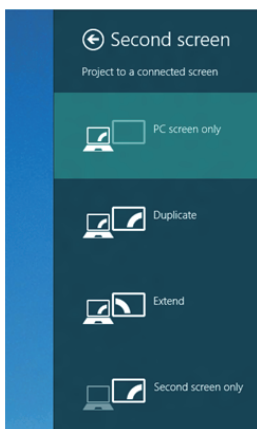 Second screen
Project to a connected screen
PC screen only
Duplicate
Extend
Second screen only